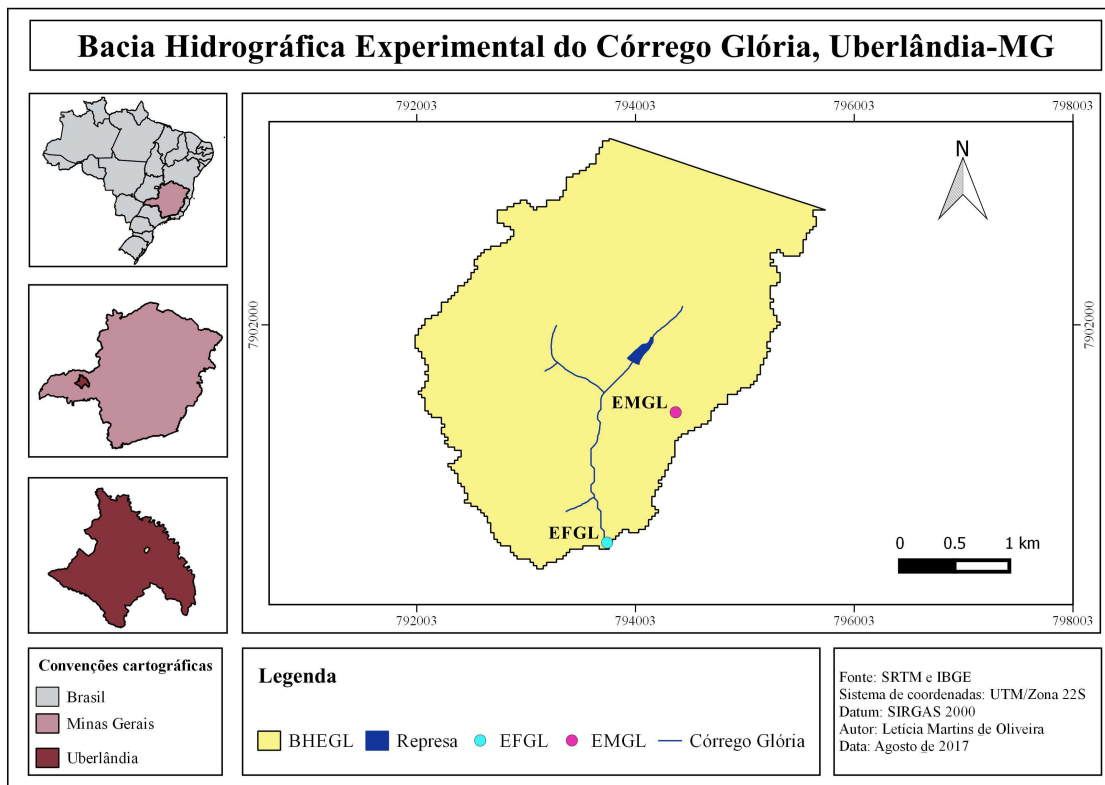 Bacia Hidrográfica Experimental do Córrego Glória, Uberlândia-MG
792003
794003
796003
798003
N
7902000
7902000
EMGL
EFGL
0 0.5 1 km
792003
794003
796003
798003
Convenções cartográficas
Brasil
Minas Gerais
Uberlândia
Legenda
BHEGL Represa EFGL EMGL Córrego Glória
Fonte: SRTM e IBGE
Sistema de coordenadas: UTM/Zona 22S
Datum: SIRGAS 2000
Autor: Letícia Martins de Oliveira
Data: Agosto de 2017